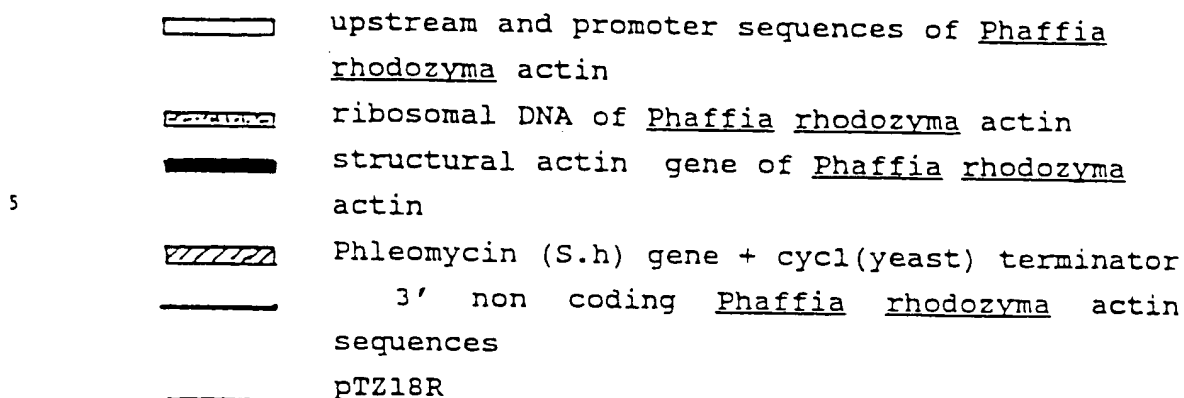 upstream and promoter sequences of Phaffia
rhodozyma actin
ribosomal DNA of Phaffia rhodozyma actin
structural actin gene of Phaffia rhodozyma
5 actin
Phleomycin (S.h) gene + cycl(yeast) terminator
3' non coding Phaffia rhodozyma actin
sequences
pTZ18R